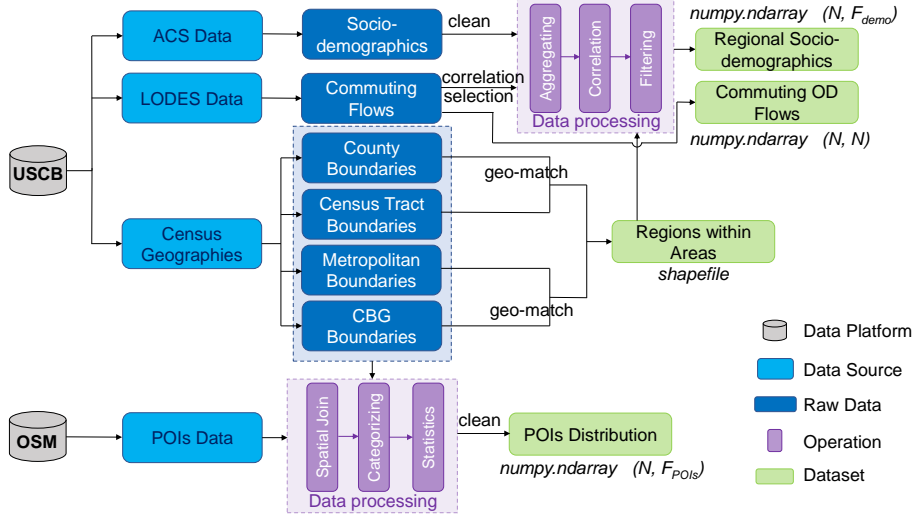 ACS Data
Socio-
demographics
clean
numpy.ndarray (N, F_demo)
Aggregating
Correlation
Filtering
Regional Socio-
demographics
LODES Data
Commuting
Flows
correlation
selection
Data processing
Commuting OD
Flows
numpy.ndarray (N, N)
USCB
County
Boundaries
geo-match
Census Tract
Boundaries
Census
Geographies
Metropolitan
Boundaries
CBG
Boundaries
geo-match
Regions within
Areas
shapefile
OSM
POIs Data
Spatial Join
Categorizing
Statistics
Data processing
clean
POIs Distribution
numpy.ndarray (N, F_POIs)
Data Platform
Data Source
Raw Data
Operation
Dataset